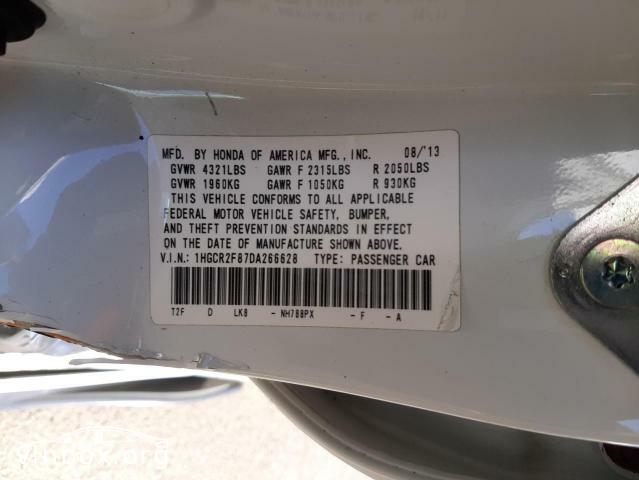 MFD. BY HONDA OF AMERICA MFG., INC. 08/'13
GVWR 4321LBS GAWR F 2315LBS R 2050LBS
GVWR 1960KG GAWR F 1050KG R 930KG
THIS VEHICLE CONFORMS TO ALL APPLICABLE
FEDERAL MOTOR VEHICLE SAFETY, BUMPER,
AND THEFT PREVENTION STANDARDS IN EFFECT
ON THE DATE OF MANUFACTURE SHOWN ABOVE.
V.I.N.: 1HGCR2F87DA266628 TYPE: PASSENGER CAR
T2F D LK8 -NH788PX -F -A
vinbox.org